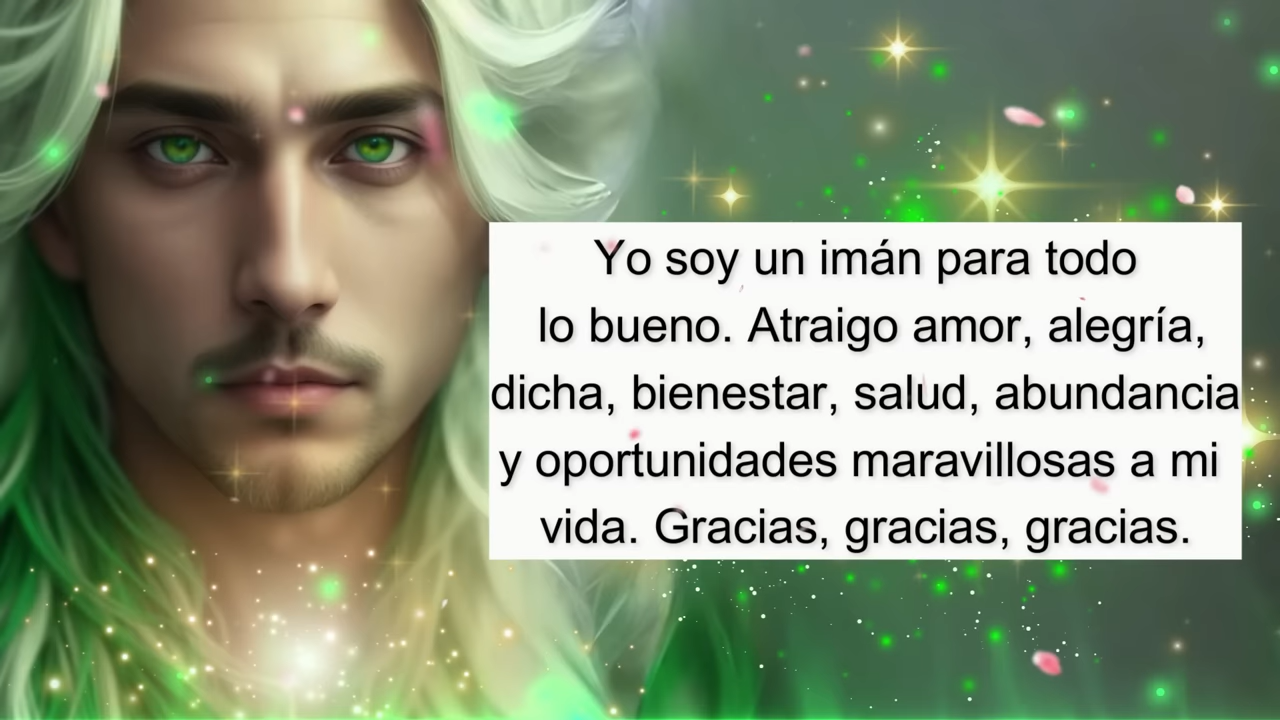 Yo soy un imán para todo
lo bueno. Atraigo amor, alegría,
dicha, bienestar, salud, abundancia
y oportunidades maravillosas a mi
vida. Gracias, gracias, gracias.